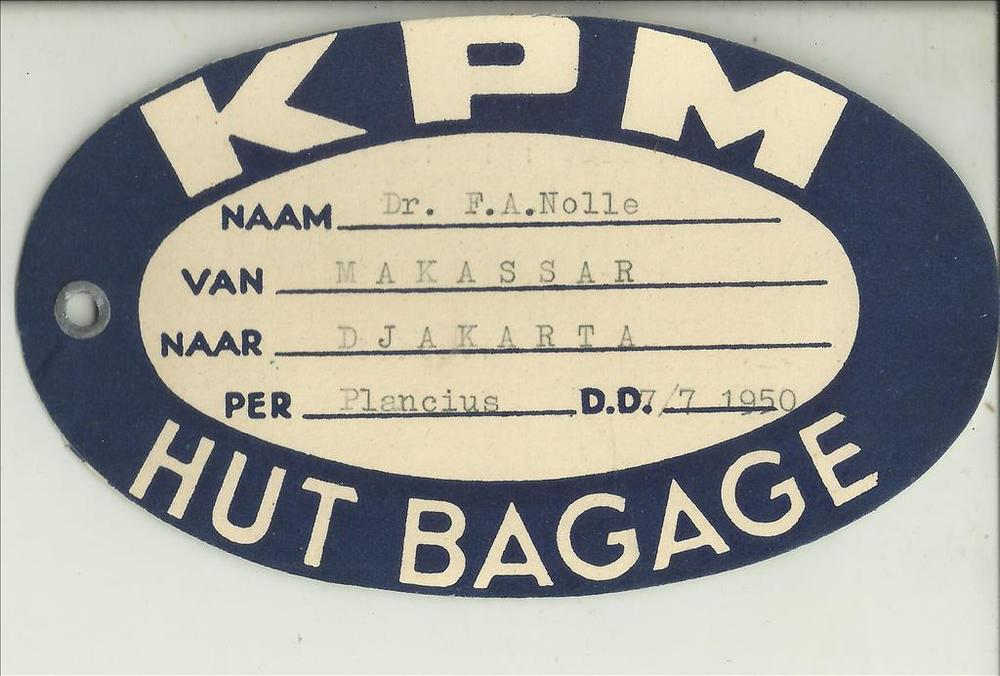 KPM
NAAM Dr. F.A.Nolle
VAN MAKASSAR
NAAR DJAKARTA
PER Plancius D.D. 7/7 1950
HUT BAGAGE